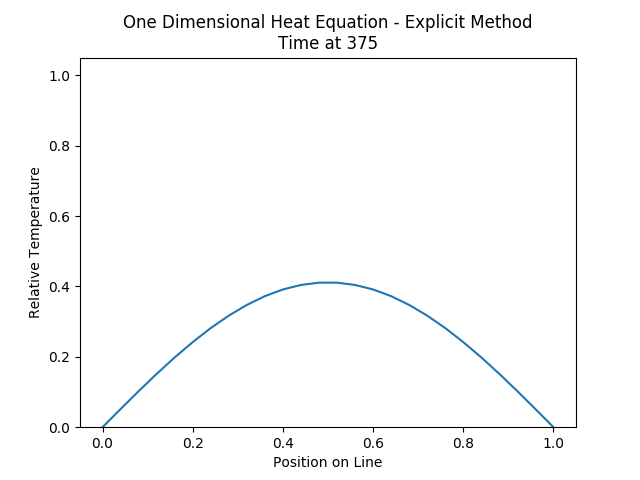 One Dimensional Heat Equation - Explicit Method
Time at 375
1.0
0.8
0.6
0.4
0.2
0.0
Relative Temperature
0.0 0.2 0.4 0.6 0.8 1.0
Position on Line